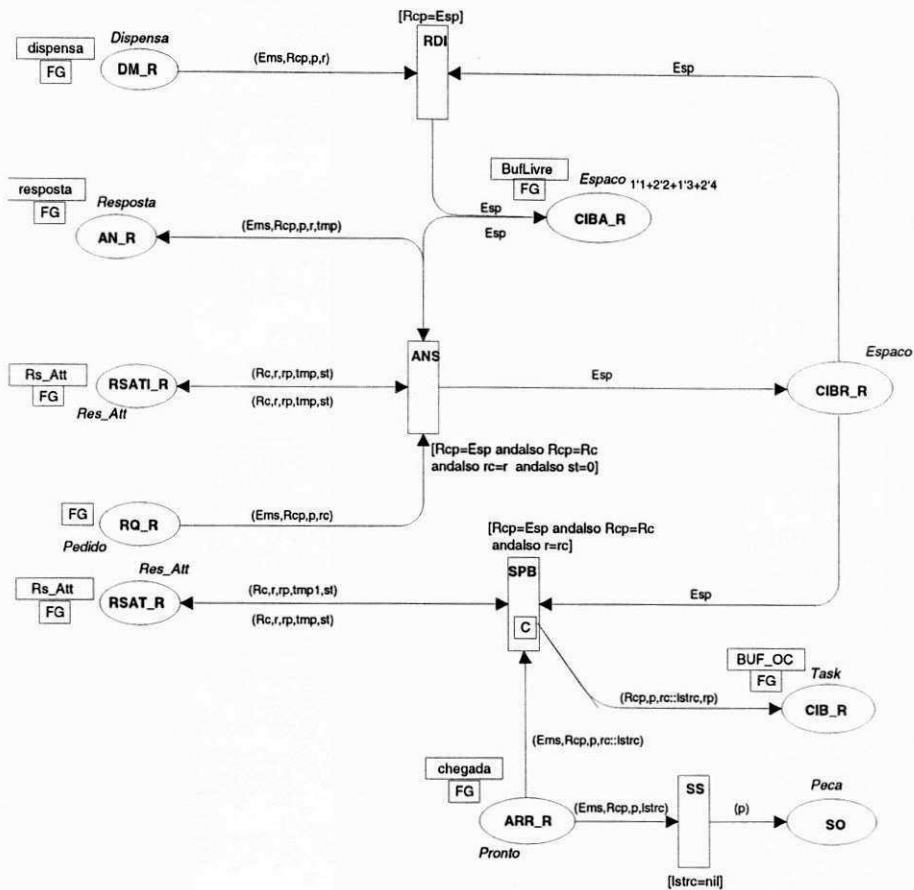 [Rcp=Esp]
RDI
dispensa
FG
Dispensa
DM_R
(Ems,Rcp,p,r)
Esp
BufLivre
FG
Espaco
1'1+2'2+1'3+2'4
CIBA_R
Esp
Esp
resposta
FG
Resposta
AN_R
(Ems,Rcp,p,r,tmp)
ANS
Rs_Att
FG
RSATI_R
Res_Att
(Rc,r,rp,tmp,st)
(Rc,r,rp,tmp,st)
Esp
Espaco
CIBR_R
[Rcp=Esp andalso Rcp=Rc
andalso rc=r andalso st=0]
FG
RQ_R
Pedido
(Ems,Rcp,p,rc)
[Rcp=Esp andalso Rcp=Rc
andalso r=rc]
SPB
C
Rs_Att
FG
Res_Att
RSAT_R
(Rc,r,rp,tmp1,st)
(Rc,r,rp,tmp,st)
Esp
BUF_OC
FG
Task
CIB_R
(Rcp,p,rc::lstrc,rp)
(Ems,Rcp,p,rc::lstrc)
chegada
FG
ARR_R
Pronto
(Ems,Rcp,p,lstrc)
SS
(p)
Peca
SO
[lstrc=nil]